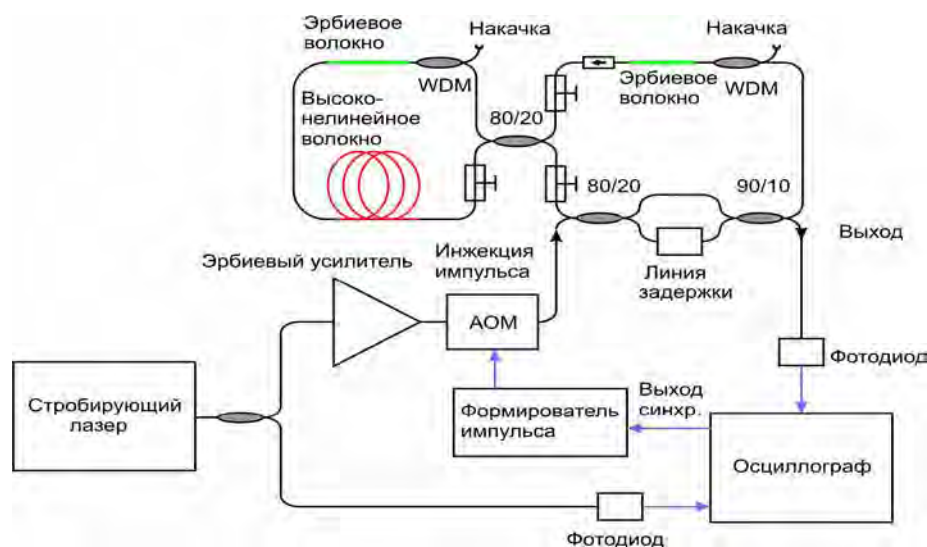 Эрбиевое
волокно
Накачка
WDM
Высоко-
нелинейное
волокно
80/20
Эрбиевое
волокно
Накачка
WDM
80/20
90/10
Выход
Линия
задержки
Эрбиевый усилитель
Инжекция
импульса
АОМ
Фотодиод
Стробирующий
лазер
Формирователь
импульса
Выход
синхр.
Осциллограф
Фотодиод